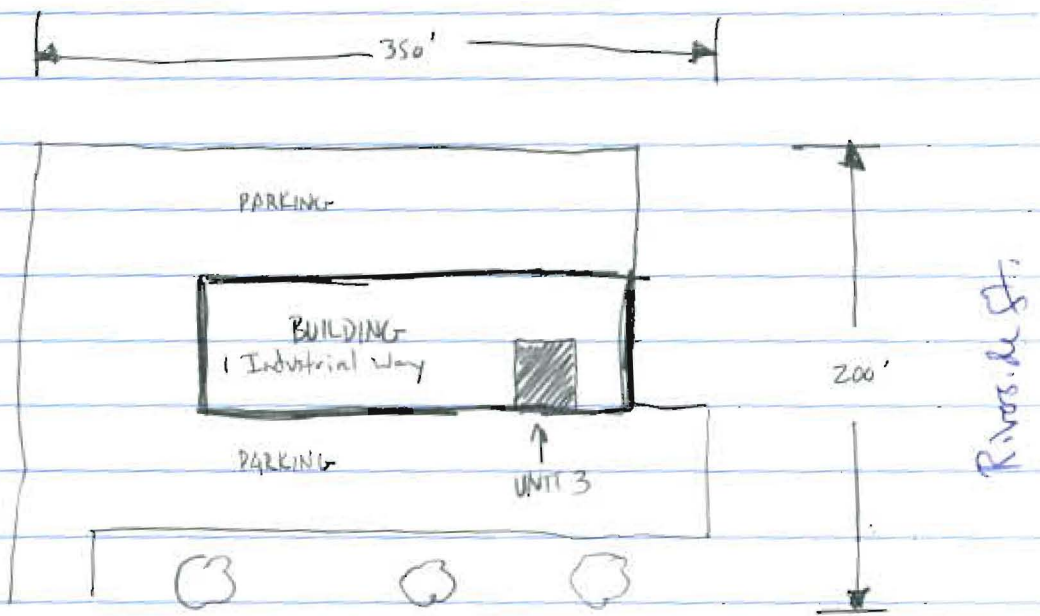 350'
PARKING
BUILDING
1 Industrial Way
200'
Riverside St.
PARKING
UNIT 3